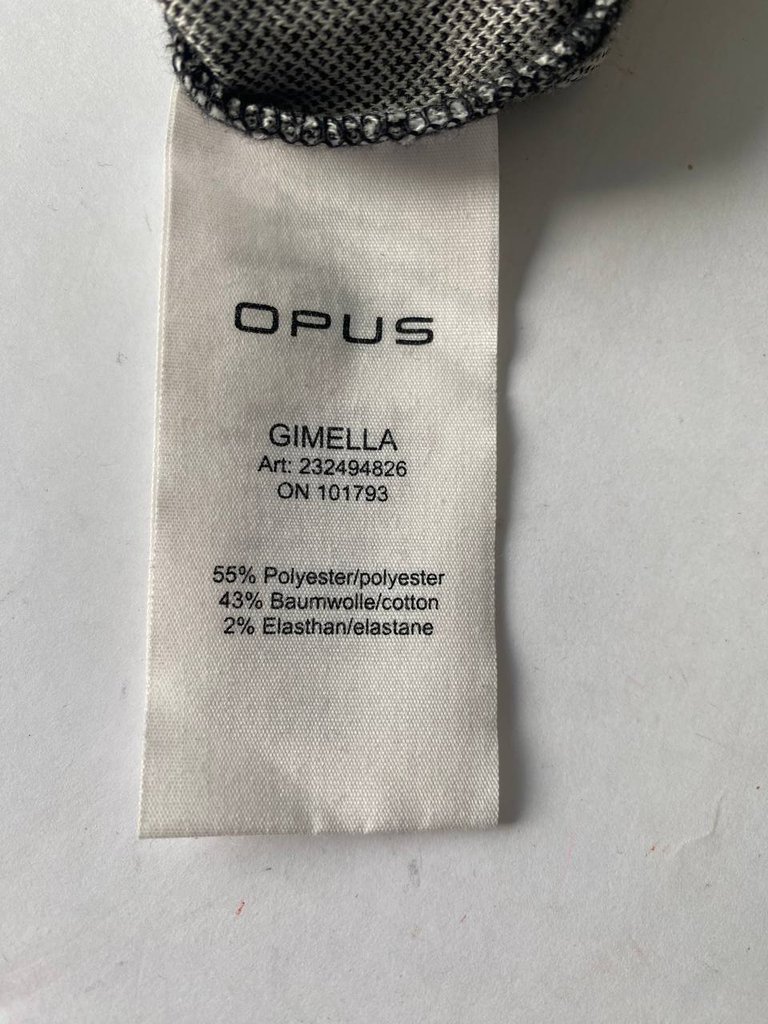 OPUS
GIMELLA
Art: 232494826
ON 101793
55% Polyester/polyester
43% Baumwolle/cotton
2% Elasthan/elastane